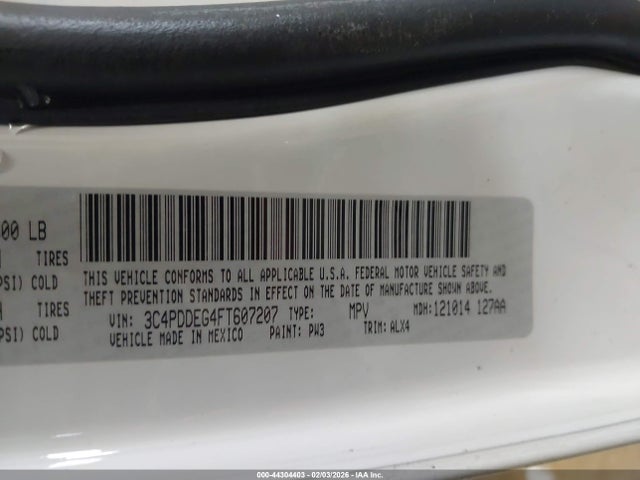 00 LB
TIRES
PSI) COLD
TIRES
PSI) COLD
THIS VEHICLE CONFORMS TO ALL APPLICABLE U.S.A. FEDERAL MOTOR VEHICLE SAFETY AND
THEFT PREVENTION STANDARDS IN EFFECT ON THE DATE OF MANUFACTURE SHOWN ABOVE.
VIN: 3C4PDDEG4FT607207 TYPE: MPV MDH:121014 127AA
VEHICLE MADE IN MEXICO PAINT: PW3 TRIM: ALX4
000-44304403 - 02/03/2026 - IAA Inc.